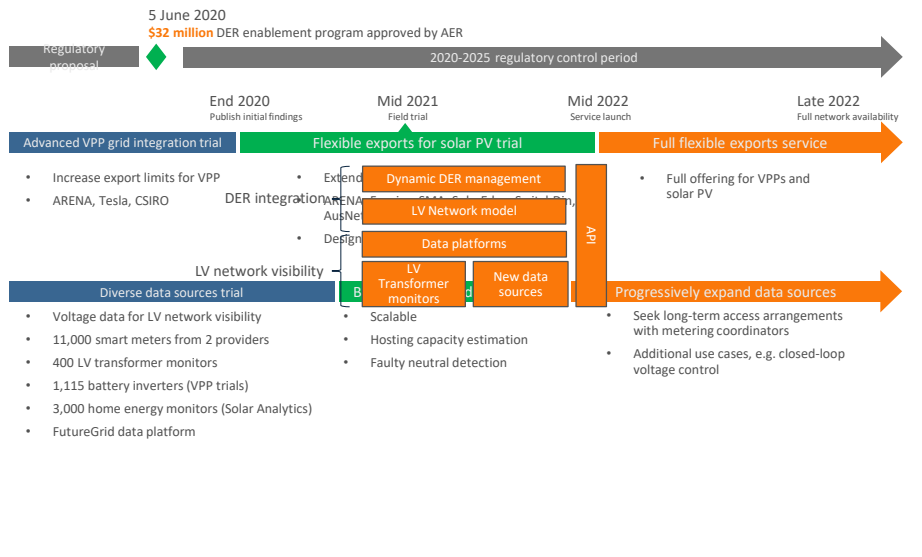 5 June 2020
$32 million DER enablement program approved by AER
Regulatory
proposal
2020-2025 regulatory control period
End 2020
Publish initial findings
Mid 2021
Field trial
Mid 2022
Service launch
Late 2022
Full network availability
Advanced VPP grid integration trial
Flexible exports for solar PV trial
Full flexible exports service
• Increase export limits for VPP
• ARENA, Tesla, CSIRO
• Extend
• ARENA,
AusNet
• Design
• Full offering for VPPs and
solar PV
DER integration
LV network visibility
Dynamic DER management
LV Network model
Data platforms
LV
Transformer
monitors
New data
sources
API
Diverse data sources trial
Progressively expand data sources
• Voltage data for LV network visibility
• 11,000 smart meters from 2 providers
• 400 LV transformer monitors
• 1,115 battery inverters (VPP trials)
• 3,000 home energy monitors (Solar Analytics)
• FutureGrid data platform
• Scalable
• Hosting capacity estimation
• Faulty neutral detection
• Seek long-term access arrangements
with metering coordinators
• Additional use cases, e.g. closed-loop
voltage control